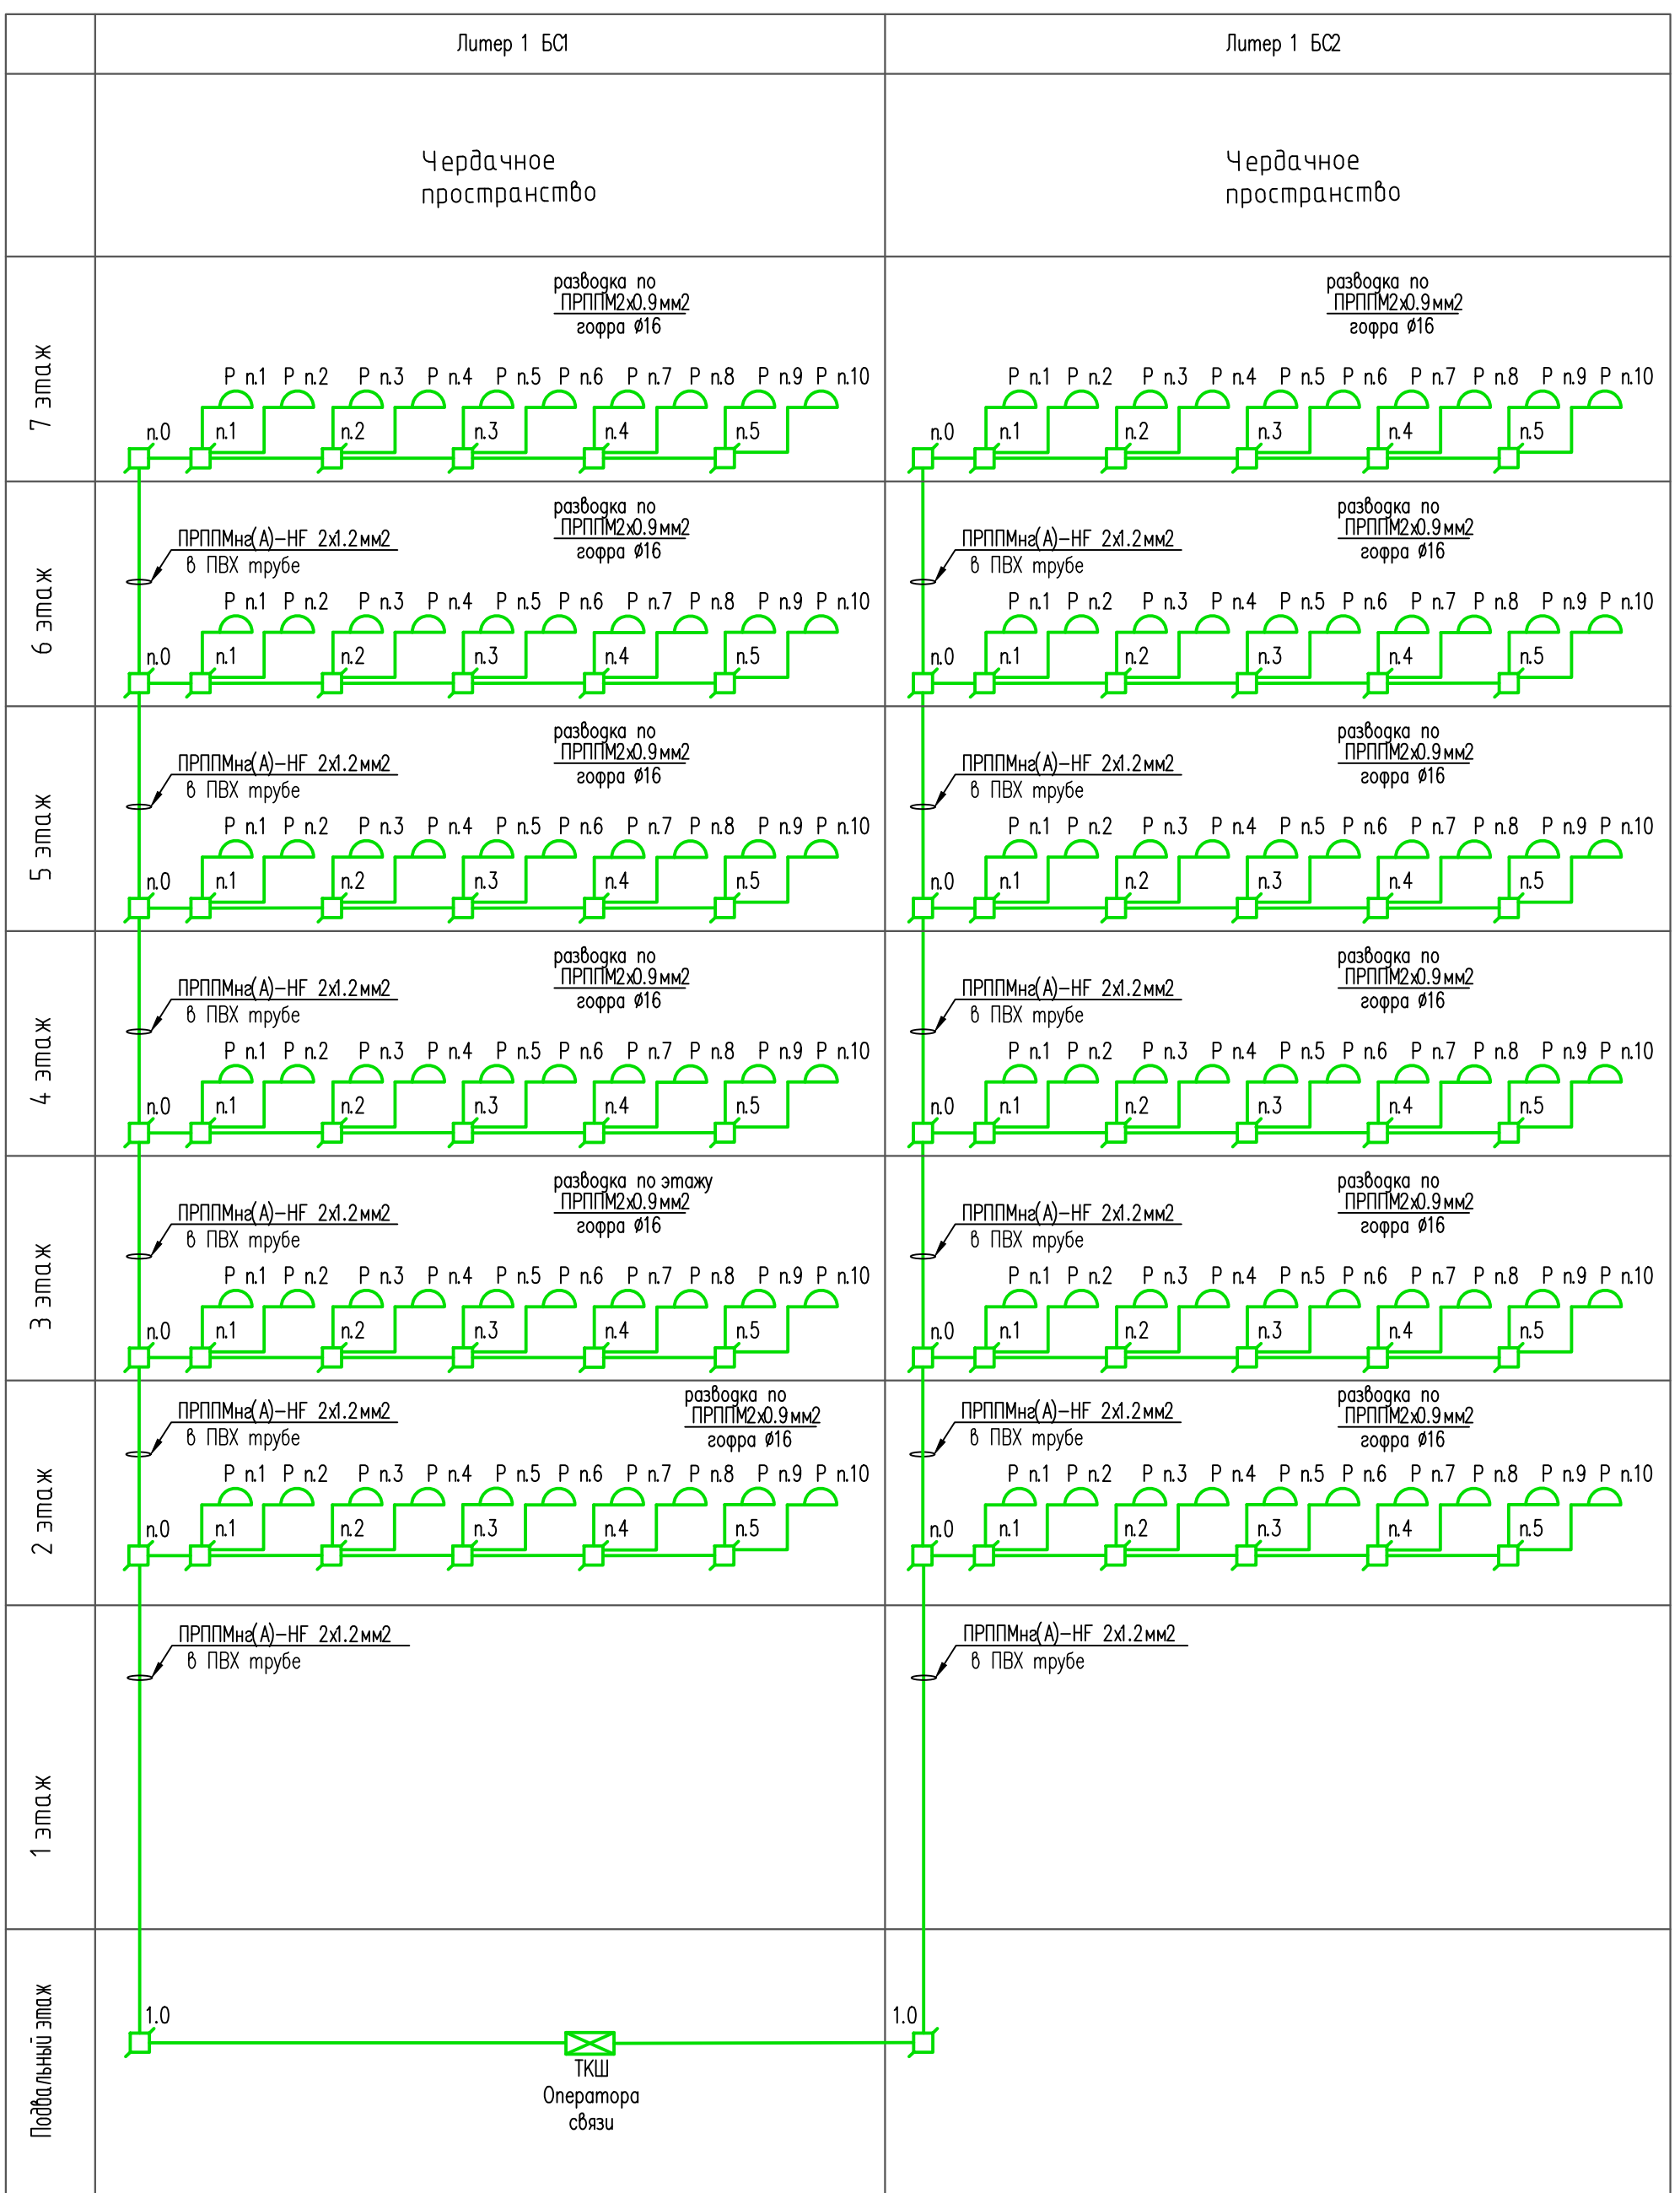 Литер 1 БС1
Литер 1 БС2
Чердачное
пространство
Чердачное
пространство
7 этаж
разводка по
ПРППМ2х0.9мм2
гофра Ø16
Р n.1 Р n.2 Р n.3 Р n.4 Р n.5 Р n.6 Р n.7 Р n.8 Р n.9 Р n.10
n.0 n.1 n.2 n.3 n.4 n.5
разводка по
ПРППМ2х0.9мм2
гофра Ø16
Р n.1 Р n.2 Р n.3 Р n.4 Р n.5 Р n.6 Р n.7 Р n.8 Р n.9 Р n.10
n.0 n.1 n.2 n.3 n.4 n.5
6 этаж
ПРППМнг(А)-HF 2х1.2мм2
в ПВХ трубе
разводка по
ПРППМ2х0.9мм2
гофра Ø16
Р n.1 Р n.2 Р n.3 Р n.4 Р n.5 Р n.6 Р n.7 Р n.8 Р n.9 Р n.10
n.0 n.1 n.2 n.3 n.4 n.5
ПРППМнг(А)-HF 2х1.2мм2
в ПВХ трубе
разводка по
ПРППМ2х0.9мм2
гофра Ø16
Р n.1 Р n.2 Р n.3 Р n.4 Р n.5 Р n.6 Р n.7 Р n.8 Р n.9 Р n.10
n.0 n.1 n.2 n.3 n.4 n.5
5 этаж
ПРППМнг(А)-HF 2х1.2мм2
в ПВХ трубе
разводка по
ПРППМ2х0.9мм2
гофра Ø16
Р n.1 Р n.2 Р n.3 Р n.4 Р n.5 Р n.6 Р n.7 Р n.8 Р n.9 Р n.10
n.0 n.1 n.2 n.3 n.4 n.5
ПРППМнг(А)-HF 2х1.2мм2
в ПВХ трубе
разводка по
ПРППМ2х0.9мм2
гофра Ø16
Р n.1 Р n.2 Р n.3 Р n.4 Р n.5 Р n.6 Р n.7 Р n.8 Р n.9 Р n.10
n.0 n.1 n.2 n.3 n.4 n.5
4 этаж
ПРППМнг(А)-HF 2х1.2мм2
в ПВХ трубе
разводка по
ПРППМ2х0.9мм2
гофра Ø16
Р n.1 Р n.2 Р n.3 Р n.4 Р n.5 Р n.6 Р n.7 Р n.8 Р n.9 Р n.10
n.0 n.1 n.2 n.3 n.4 n.5
ПРППМнг(А)-HF 2х1.2мм2
в ПВХ трубе
разводка по
ПРППМ2х0.9мм2
гофра Ø16
Р n.1 Р n.2 Р n.3 Р n.4 Р n.5 Р n.6 Р n.7 Р n.8 Р n.9 Р n.10
n.0 n.1 n.2 n.3 n.4 n.5
3 этаж
ПРППМнг(А)-HF 2х1.2мм2
в ПВХ трубе
разводка по этажу
ПРППМ2х0.9мм2
гофра Ø16
Р n.1 Р n.2 Р n.3 Р n.4 Р n.5 Р n.6 Р n.7 Р n.8 Р n.9 Р n.10
n.0 n.1 n.2 n.3 n.4 n.5
ПРППМнг(А)-HF 2х1.2мм2
в ПВХ трубе
разводка по
ПРППМ2х0.9мм2
гофра Ø16
Р n.1 Р n.2 Р n.3 Р n.4 Р n.5 Р n.6 Р n.7 Р n.8 Р n.9 Р n.10
n.0 n.1 n.2 n.3 n.4 n.5
2 этаж
ПРППМнг(А)-HF 2х1.2мм2
в ПВХ трубе
разводка по
ПРППМ2х0.9мм2
гофра Ø16
Р n.1 Р n.2 Р n.3 Р n.4 Р n.5 Р n.6 Р n.7 Р n.8 Р n.9 Р n.10
n.0 n.1 n.2 n.3 n.4 n.5
ПРППМнг(А)-HF 2х1.2мм2
в ПВХ трубе
разводка по
ПРППМ2х0.9мм2
гофра Ø16
Р n.1 Р n.2 Р n.3 Р n.4 Р n.5 Р n.6 Р n.7 Р n.8 Р n.9 Р n.10
n.0 n.1 n.2 n.3 n.4 n.5
1 этаж
ПРППМнг(А)-HF 2х1.2мм2
в ПВХ трубе
ПРППМнг(А)-HF 2х1.2мм2
в ПВХ трубе
Подвальный этаж
1.0
1.0
ТКШ
Оператора
связи